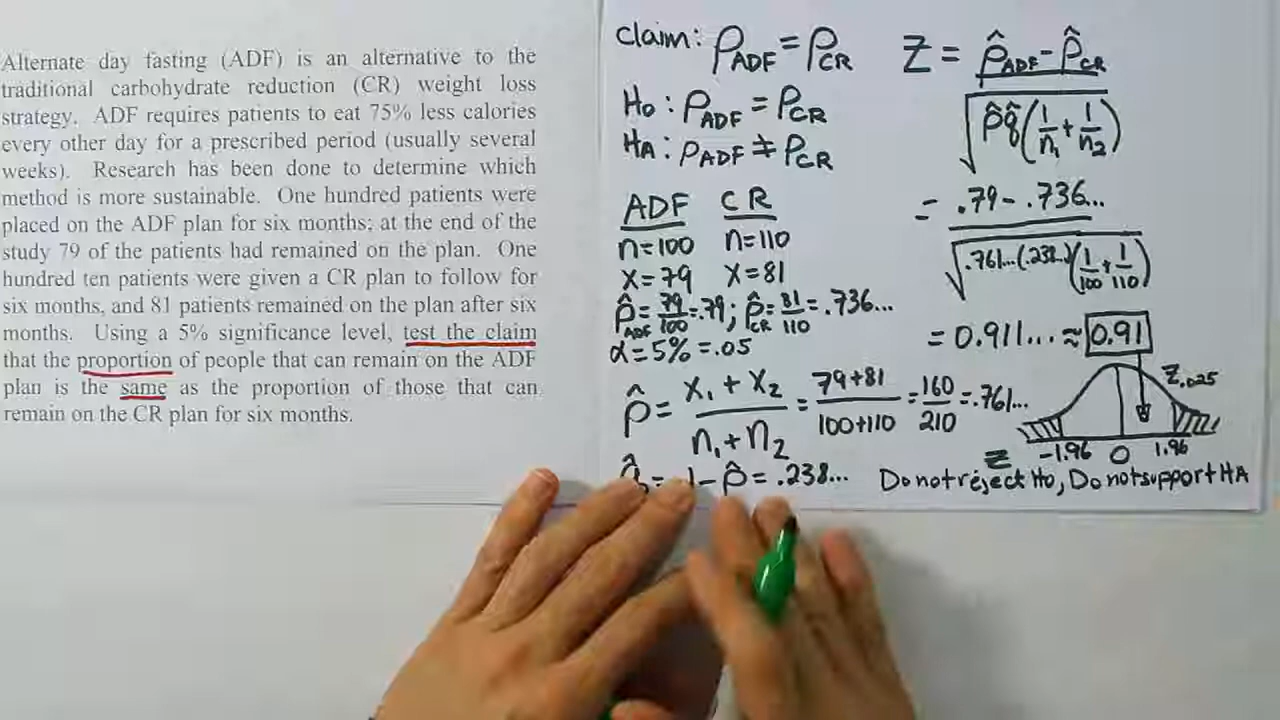 Alternate day fasting (ADF) is an alternative to the
traditional carbohydrate reduction (CR) weight loss
strategy. ADF requires patients to eat 75% less calories
every other day for a prescribed period (usually several
weeks). Research has been done to determine which
method is more sustainable. One hundred patients were
placed on the ADF plan for six months; at the end of the
study 79 of the patients had remained on the plan. One
hundred ten patients were given a CR plan to follow for
six months, and 81 patients remained on the plan after six
months. Using a 5% significance level, test the claim
that the proportion of people that can remain on the ADF
plan is the same as the proportion of those that can
remain on the CR plan for six months.
claim: ρ_ADF = ρ_CR
Ho: ρ_ADF = ρ_CR
HA: ρ_ADF ≠ ρ_CR
ADF CR
n=100 n=110
x=79 x=81
p̂_ADF = 79/100 = .79; p̂_CR = 81/110 = .736...
α=5% =.05
p̂ = (x₁ + x₂)/(n₁ + n₂) = (79+81)/(100+110) = 160/210 = .761...
q̂ = 1 - p̂ = .238...
Z = (p̂_ADF - p̂_CR)/√(p̂q̂(1/n₁ + 1/n₂))
= (.79 - .736...)/√(.761...(.238...)(1/100 + 1/110))
= 0.911... ≈ 0.91
Z.025
Z -1.96 0 1.96
Do not reject Ho, Do not support HA